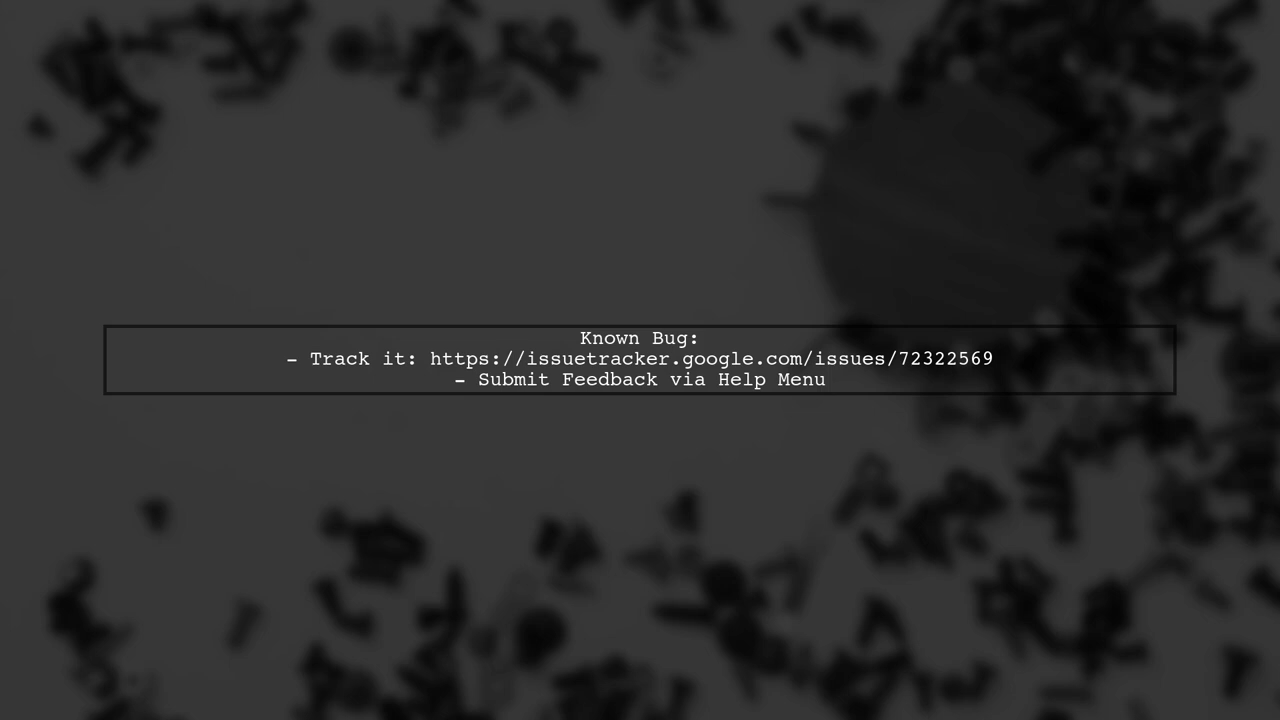 Known Bug:
- Track it: https://issuetracker.google.com/issues/72322569
- Submit Feedback via Help Menu